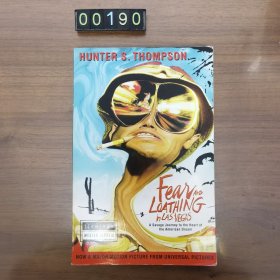 00190
HUNTER S. THOMPSON
Fear AND
LOATHING
IN LAS VEGAS
A Savage Journey to the Heart of
the American Dream
NOW A MAJOR MOTION PICTURE FROM UNIVERSAL PICTURES